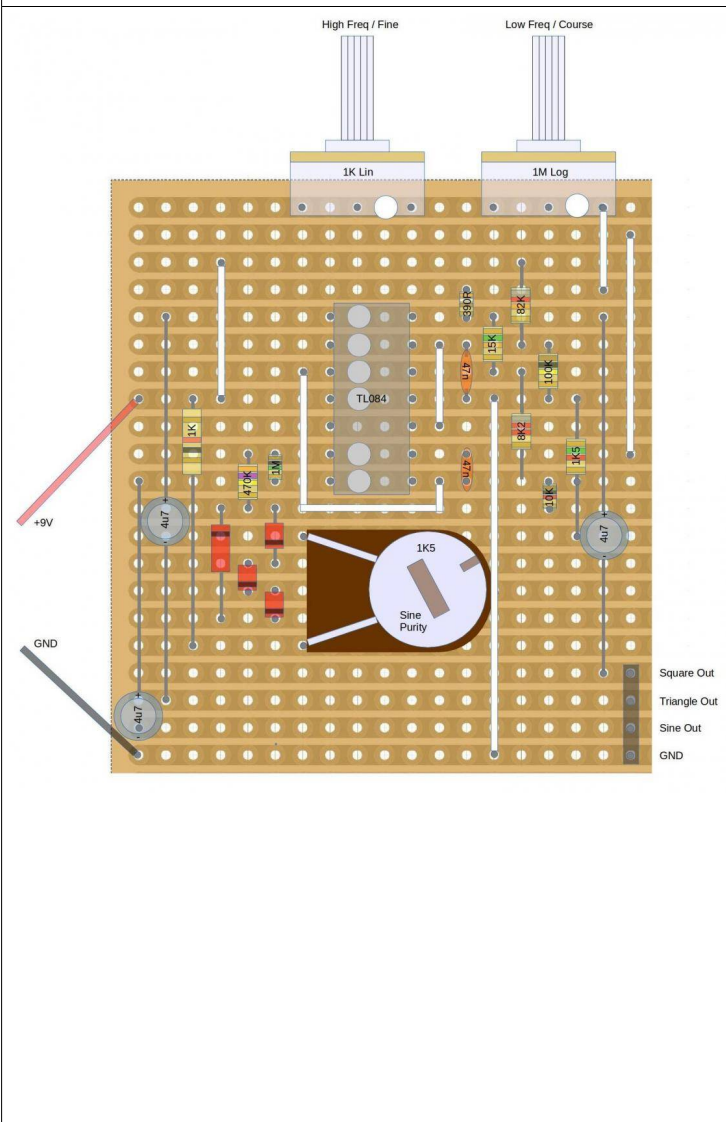 High Freq / Fine
Low Freq / Course
1K Lin
1M Log
390R
82K
15K
47n
100K
TL084
1K
8K2
1K5
470K
1M
47n
10K
+9V
4u7
+
-
4u7
+
-
1K5
Sine
Purity
GND
4u7
+
-
Square Out
Triangle Out
Sine Out
GND